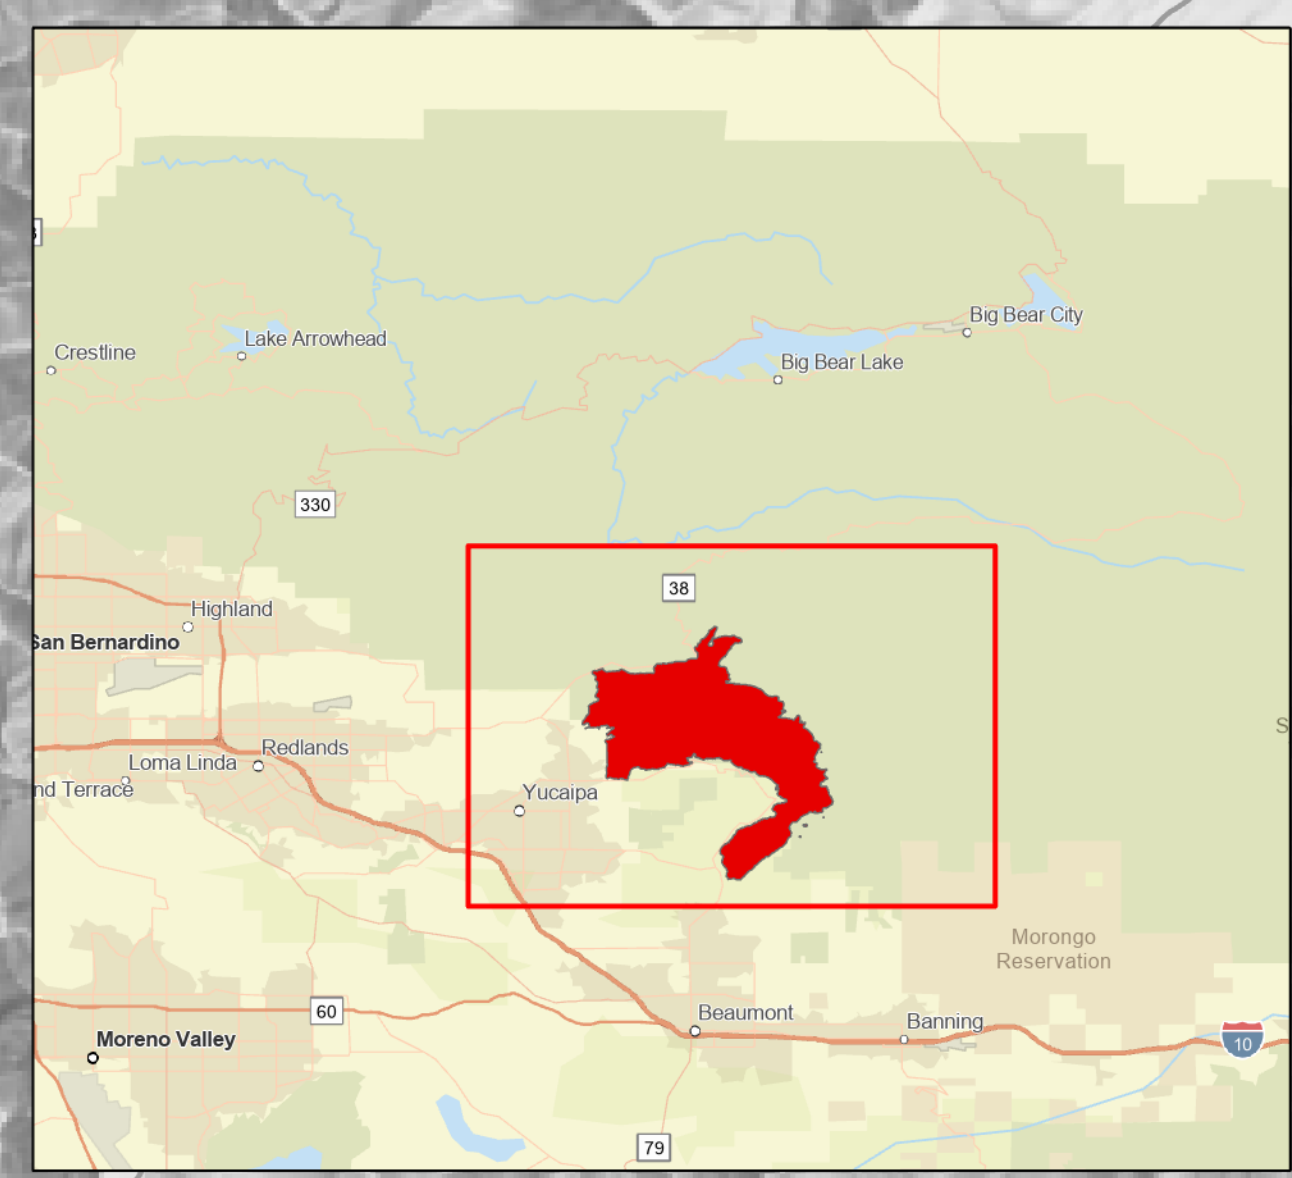 Big Bear City
Lake Arrowhead
Crestline
Big Bear Lake
330
38
Highland
San Bernardino
Redlands
Loma Linda
nd Terrace
Yucaipa
S
Morongo
Reservation
60
Beaumont
Banning
Moreno Valley
10
79